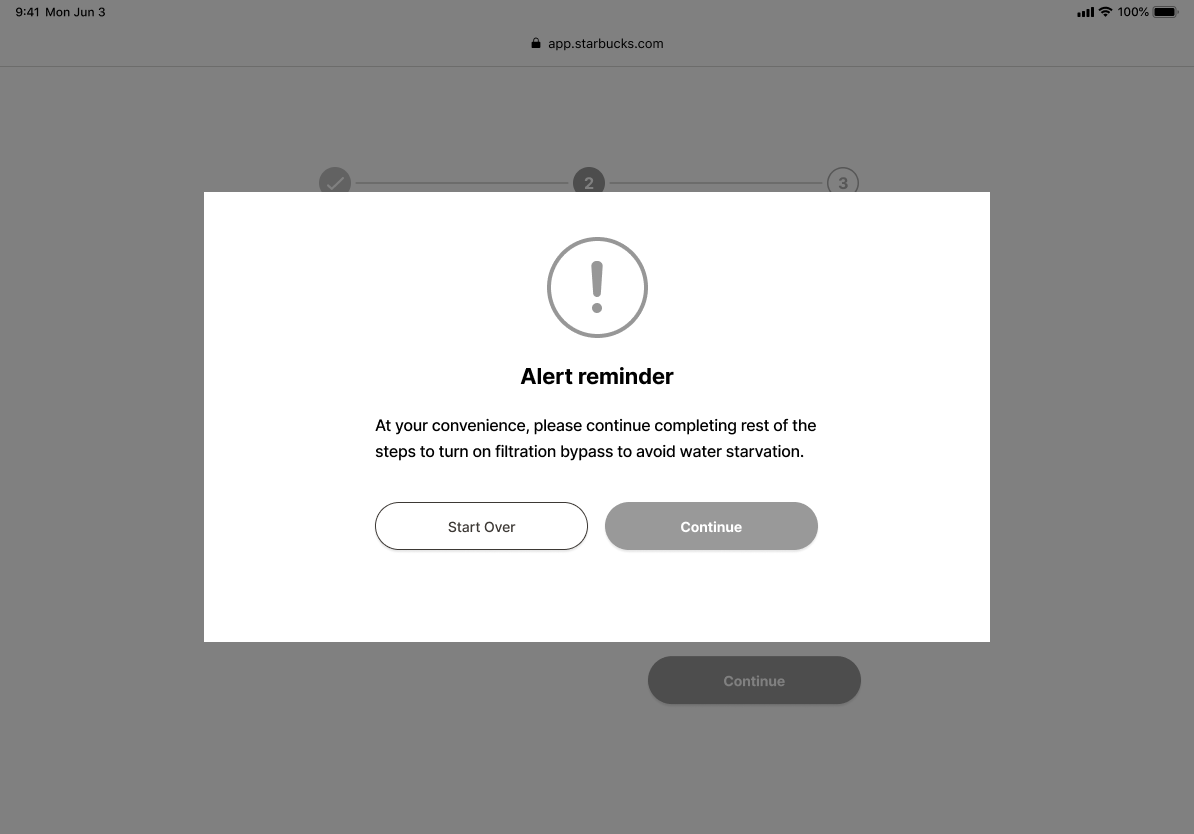 9:41 Mon Jun 3
100%
app.starbucks.com
2
3
Alert reminder
At your convenience, please continue completing rest of the
steps to turn on filtration bypass to avoid water starvation.
Start Over
Continue
Continue